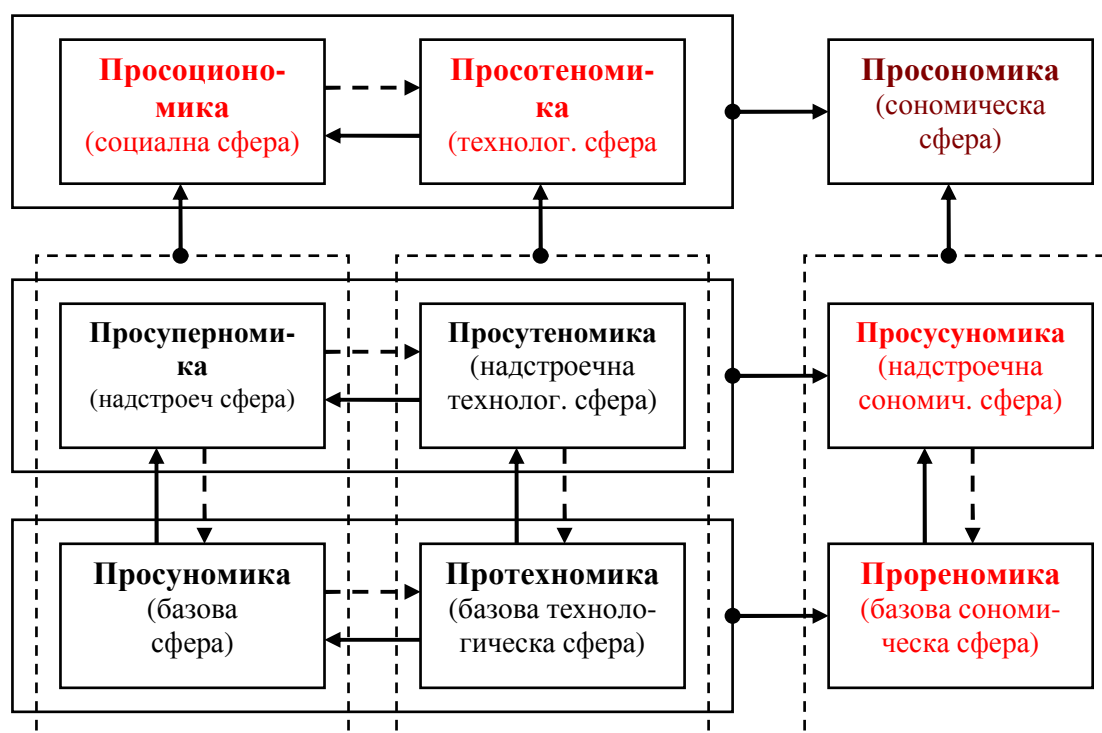 Просоционо-
мика
(социална сфера)
Просотеноми-
ка
(технолог. сфера
Просономика
(сономическа
сфера)
Просуперноми-
ка
(надстроеч сфера)
Просутеномика
(надстроечна
технолог. сфера)
Просусуномика
(надстроечна
сономич. сфера)
Просуномика
(базова
сфера)
Протехномика
(базова техноло-
гическа сфера)
Прореномика
(базова сономи-
ческа сфера)